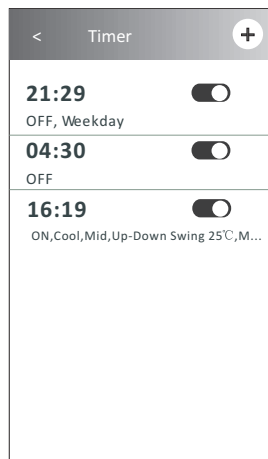 < Timer +
21:29
OFF, Weekday
04:30
OFF
16:19
ON,Cool,Mid,Up-Down Swing 25℃,M...